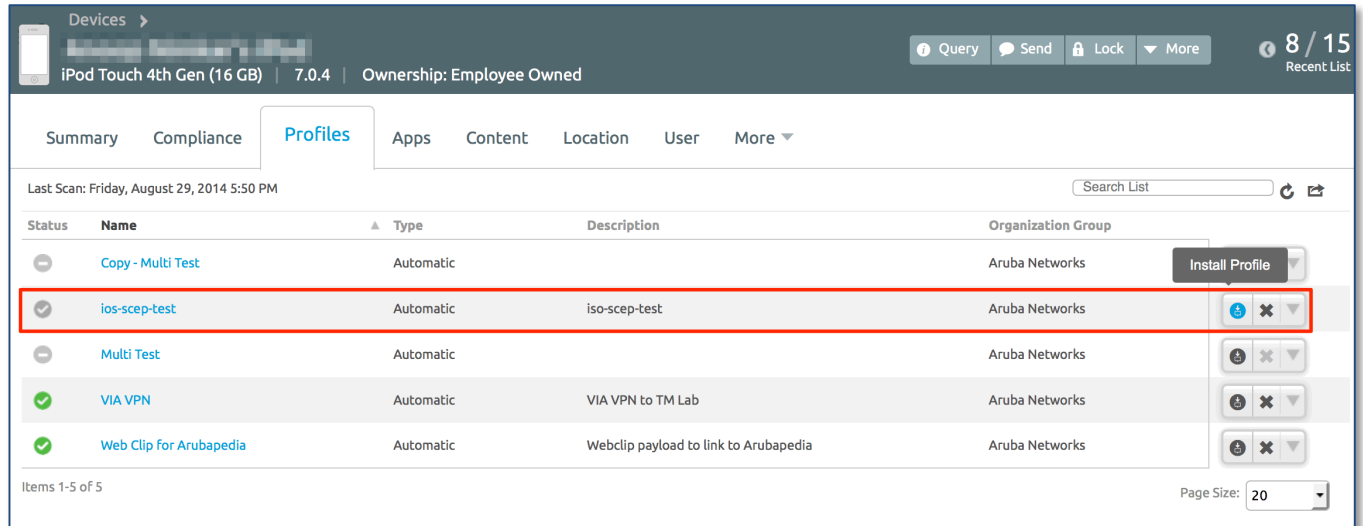 Devices >
Query Send Lock More 8 / 15
Recent List
iPod Touch 4th Gen (16 GB) | 7.0.4 | Ownership: Employee Owned
Summary Compliance Profiles Apps Content Location User More
Last Scan: Friday, August 29, 2014 5:50 PM Search List
Status Name Type Description Organization Group
Copy - Multi Test Automatic Aruba Networks Install Profile
ios-scep-test Automatic iso-scep-test Aruba Networks
Multi Test Automatic Aruba Networks
VIA VPN Automatic VIA VPN to TM Lab Aruba Networks
Web Clip for Arubapedia Automatic Webclip payload to link to Arubapedia Aruba Networks
Items 1-5 of 5 Page Size: 20